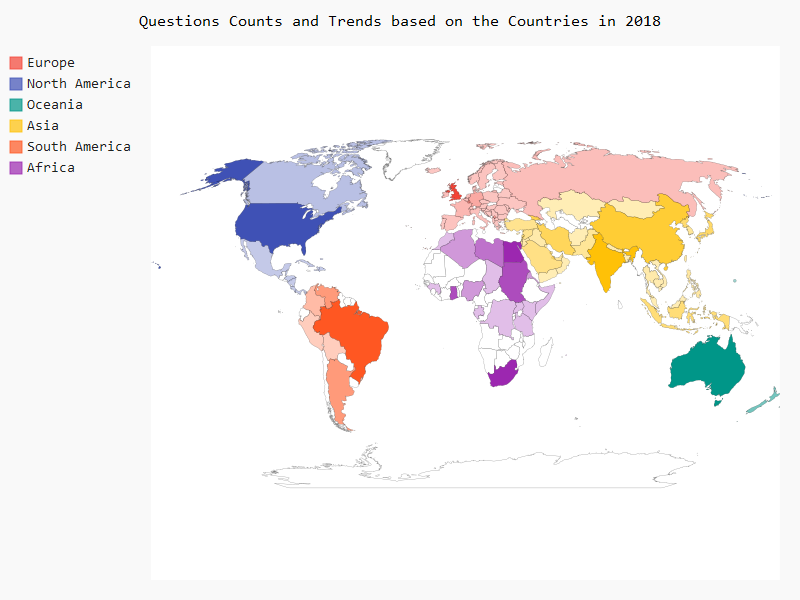 Questions Counts and Trends based on the Countries in 2018
Europe
North America
Oceania
Asia
South America
Africa